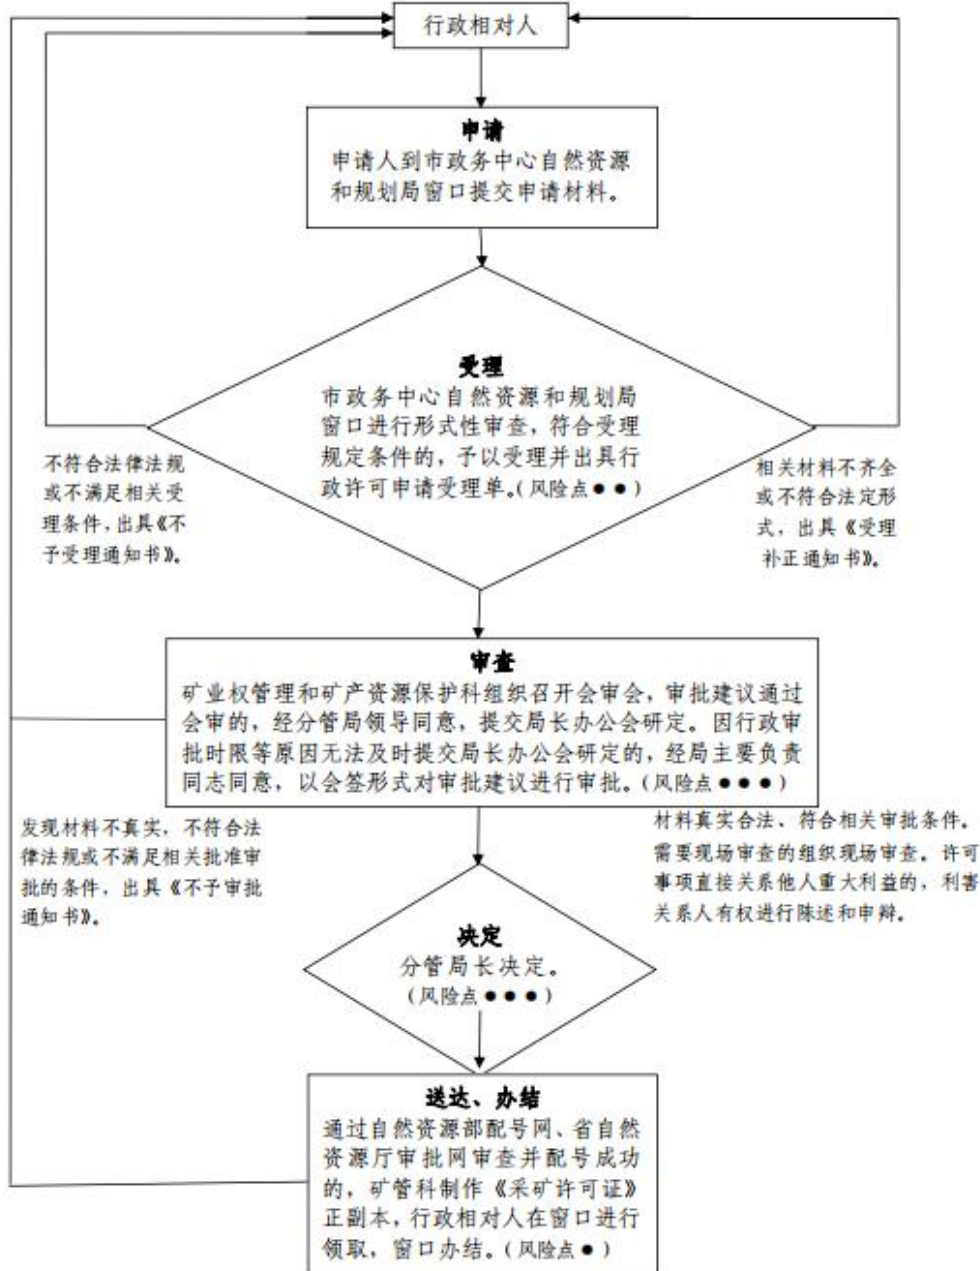 行政相对人
申请
申请人到市政务中心自然资源
和规划局窗口提交申请材料。
受理
市政务中心自然资源和规划局
窗口进行形式性审查，符合受理
规定条件的，予以受理并出具行
政许可申请受理单。（风险点●●）
不符合法律法规
或不满足相关受
理条件，出具《不
予受理通知书》。
相关材料不齐全
或不符合法定形
式，出具《受理
补正通知书》。
审查
矿业权管理和矿产资源保护科组织召开会审会，审批建议通过
会审的，经分管局领导同意，提交局长办公会研定。因行政审
批时限等原因无法及时提交局长办公会研定的，经局主要负责
同志同意，以会签形式对审批建议进行审批。（风险点●●●）
发现材料不真实，不符合法
律法规或不满足相关批准审
批的条件，出具《不予审批
通知书》。
材料真实合法、符合相关审批条件。
需要现场审查的组织现场审查。许可
事项直接关系他人重大利益的，利害
关系人有权进行陈述和申辩。
决定
分管局长决定。
（风险点●●●）
送达、办结
通过自然资源部配号网、省自然
资源厅审批网审查并配号成功
的，矿管科制作《采矿许可证》
正副本，行政相对人在窗口进行
领取，窗口办结。（风险点●）